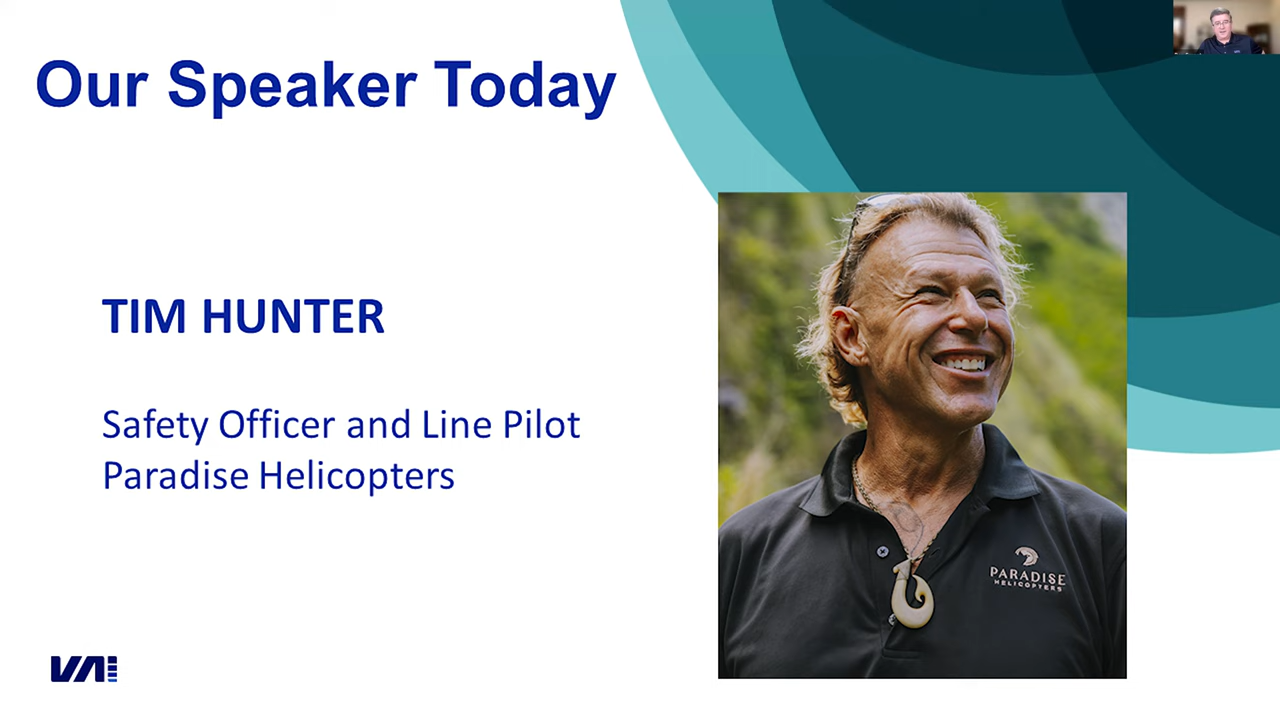 Our Speaker Today
TIM HUNTER
Safety Officer and Line Pilot
Paradise Helicopters
PARADISE
HELICOPTERS
VAI